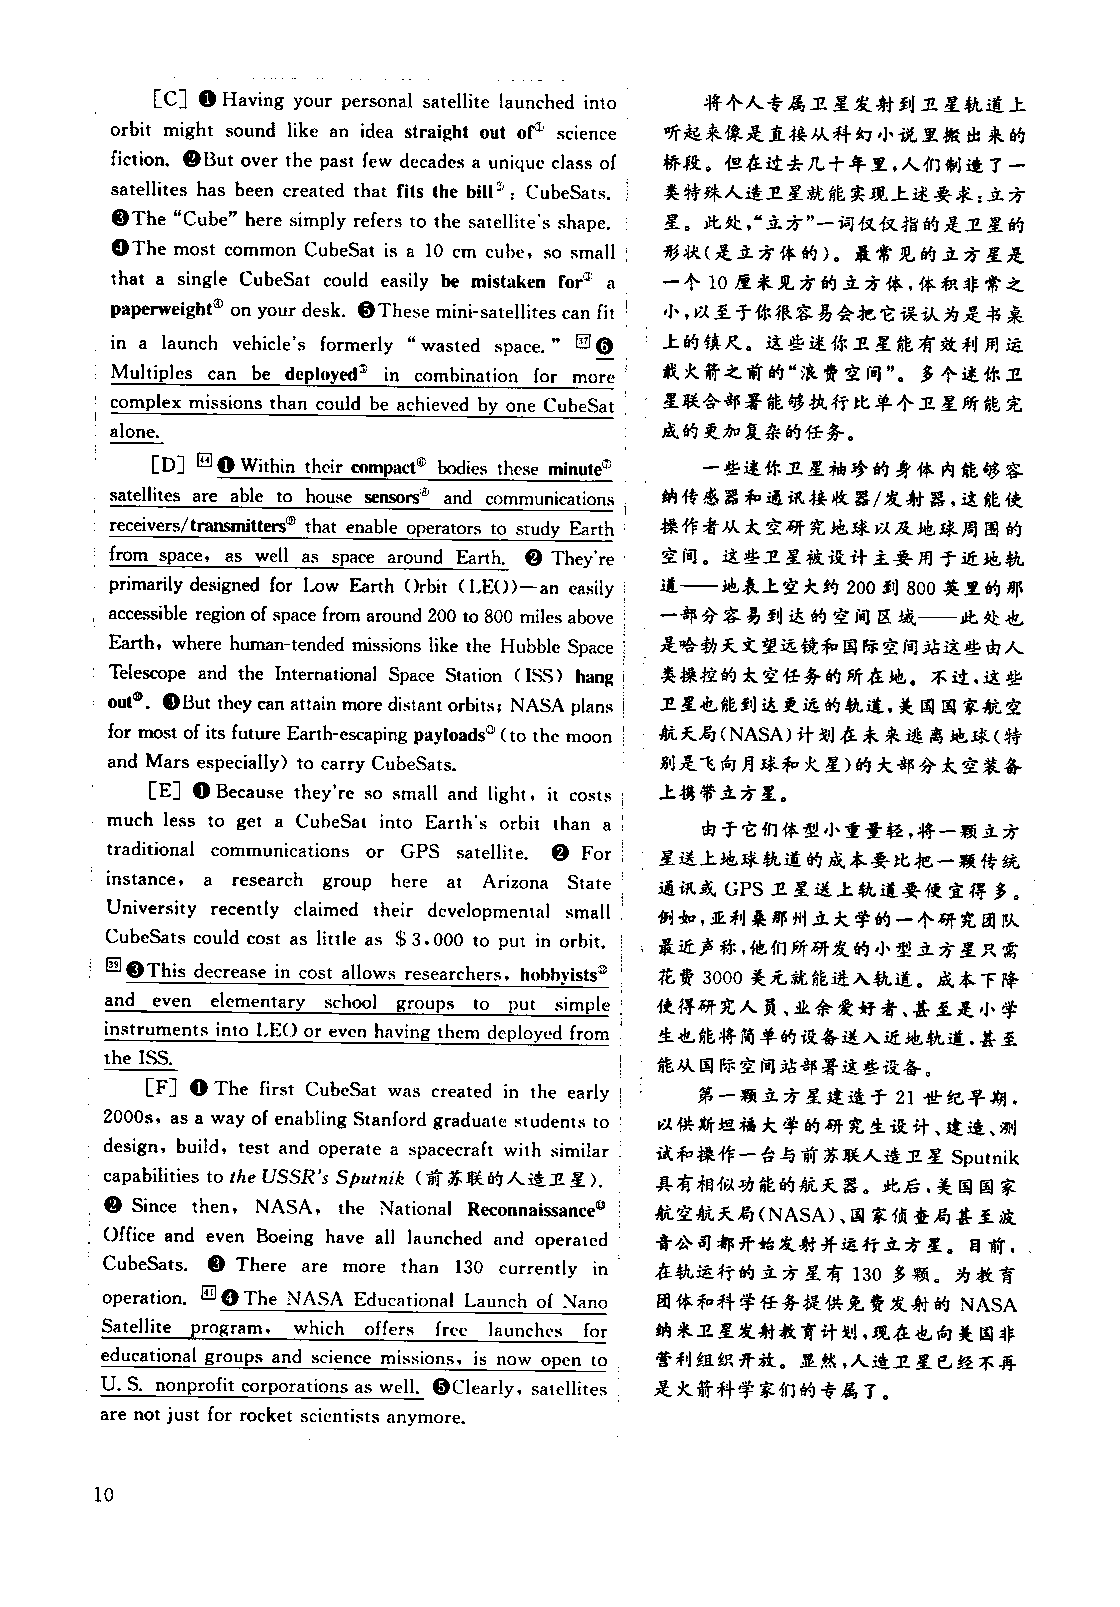 [C] ❶Having your personal satellite launched into
orbit might sound like an idea straight out of① science
fiction. ❷But over the past few decades a unique class of
satellites has been created that fits the bill②: CubeSats.
❸The “Cube” here simply refers to the satellite's shape.
❹The most common CubeSat is a 10 cm cube, so small
that a single CubeSat could easily be mistaken for③ a
paperweight④ on your desk. ❺These mini-satellites can fit
in a launch vehicle's formerly “wasted space.” 37 ❻
Multiples can be deployed⑤ in combination for more
complex missions than could be achieved by one CubeSat
alone.
[D] 44 ❶Within their compact⑥ bodies these minute⑦
satellites are able to house sensors⑧ and communications
receivers/transmitters⑨ that enable operators to study Earth
from space, as well as space around Earth. ❷They're
primarily designed for Low Earth Orbit (LEO)—an easily
accessible region of space from around 200 to 800 miles above
Earth, where human-tended missions like the Hubble Space
Telescope and the International Space Station (ISS) hang
out⑩. ❸But they can attain more distant orbits; NASA plans
for most of its future Earth-escaping payloads⑪ (to the moon
and Mars especially) to carry CubeSats.
[E] ❶Because they're so small and light, it costs
much less to get a CubeSat into Earth's orbit than a
traditional communications or GPS satellite. ❷For
instance, a research group here at Arizona State
University recently claimed their developmental small
CubeSats could cost as little as $3,000 to put in orbit.
39 ❸This decrease in cost allows researchers, hobbyists⑫
and even elementary school groups to put simple
instruments into LEO or even having them deployed from
the ISS.
[F] ❶The first CubeSat was created in the early
2000s, as a way of enabling Stanford graduate students to
design, build, test and operate a spacecraft with similar
capabilities to the USSR's Sputnik (前苏联的人造卫星).
❷Since then, NASA, the National Reconnaissance⑬
Office and even Boeing have all launched and operated
CubeSats. ❸There are more than 130 currently in
operation. 41 ❹The NASA Educational Launch of Nano
Satellite program, which offers free launches for
educational groups and science missions, is now open to
U.S. nonprofit corporations as well. ❺Clearly, satellites
are not just for rocket scientists anymore.
将个人专属卫星发射到卫星轨道上
听起来像是直接从科幻小说里搬出来的
桥段。但在过去几十年里,人们制造了一
类特殊人造卫星就能实现上述要求:立方
星。此处,“立方”一词仅仅指的是卫星的
形状(是立方体的)。最常见的立方星是
一个10厘米见方的立方体,体积非常之
小,以至于你很容易会把它误认为是书桌
上的镇尺。这些迷你卫星能有效利用运
载火箭之前的“浪费空间”。多个迷你卫
星联合部署能够执行比单个卫星所能完
成的更加复杂的任务。
一些迷你卫星袖珍的身体内能够容
纳传感器和通讯接收器/发射器,这能使
操作者从太空研究地球以及地球周围的
空间。这些卫星被设计主要用于近地轨
道——地表上空大约200到800英里的那
一部分容易到达的空间区域——此处也
是哈勃天文望远镜和国际空间站这些由人
类操控的太空任务的所在地。不过,这些
卫星也能到达更远的轨道,美国国家航空
航天局(NASA)计划在未来逃离地球(特
别是飞向月球和火星)的大部分太空装备
上携带立方星。
由于它们体型小重量轻,将一颗立方
星送上地球轨道的成本要比把一颗传统
通讯或GPS卫星送上轨道要便宜得多。
例如,亚利桑那州立大学的一个研究团队
最近声称,他们所研发的小型立方星只需
花费3000美元就能进入轨道。成本下降
使得研究人员、业余爱好者、甚至是小学
生也能将简单的设备送入近地轨道,甚至
能从国际空间站部署这些设备。
第一颗立方星建造于21世纪早期,
以供斯坦福大学的研究生设计、建造、测
试和操作一台与前苏联人造卫星Sputnik
具有相似功能的航天器。此后,美国国家
航空航天局(NASA)、国家侦查局甚至波
音公司都开始发射并运行立方星。目前,
在轨运行的立方星有130多颗。为教育
团体和科学任务提供免费发射的NASA
纳米卫星发射教育计划,现在也向美国非
营利组织开放。显然,人造卫星已经不再
是火箭科学家们的专属了。
10